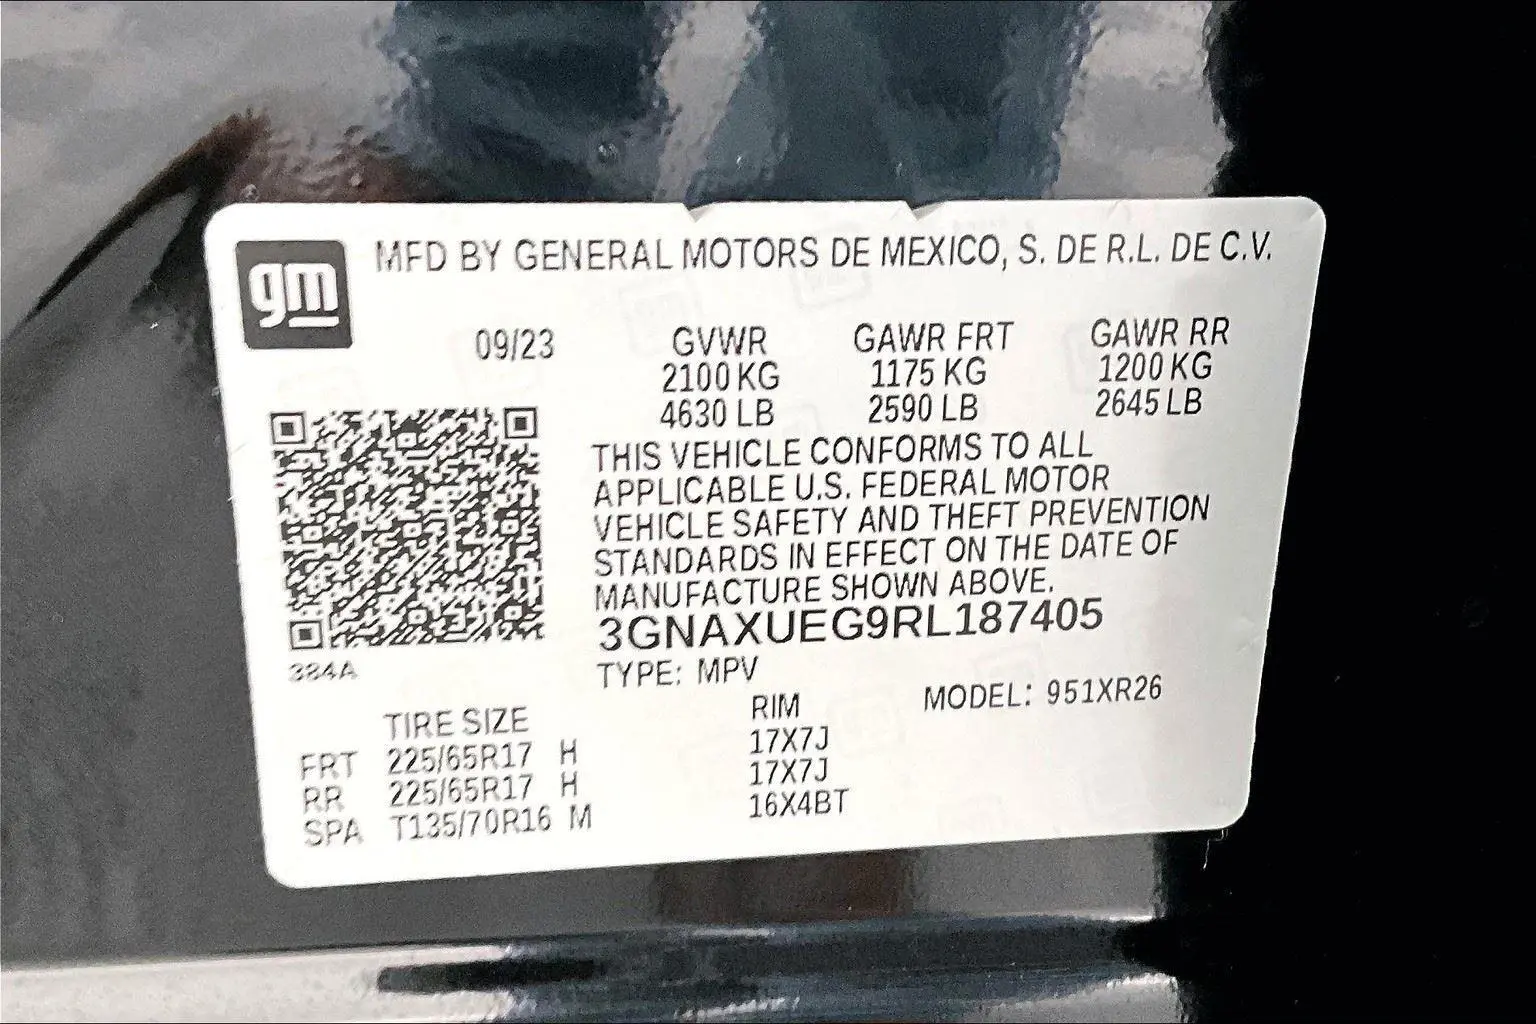 gm
MFD BY GENERAL MOTORS DE MEXICO, S. DE R.L. DE C.V.
09/23 GVWR GAWR FRT GAWR RR
2100 KG 1175 KG 1200 KG
4630 LB 2590 LB 2645 LB
THIS VEHICLE CONFORMS TO ALL
APPLICABLE U.S. FEDERAL MOTOR
VEHICLE SAFETY AND THEFT PREVENTION
STANDARDS IN EFFECT ON THE DATE OF
MANUFACTURE SHOWN ABOVE.
3GNAXUEG9RL187405
384A
TYPE: MPV MODEL: 951XR26
TIRE SIZE RIM
FRT 225/65R17 H 17X7J
RR 225/65R17 H 17X7J
SPA T135/70R16 M 16X4BT